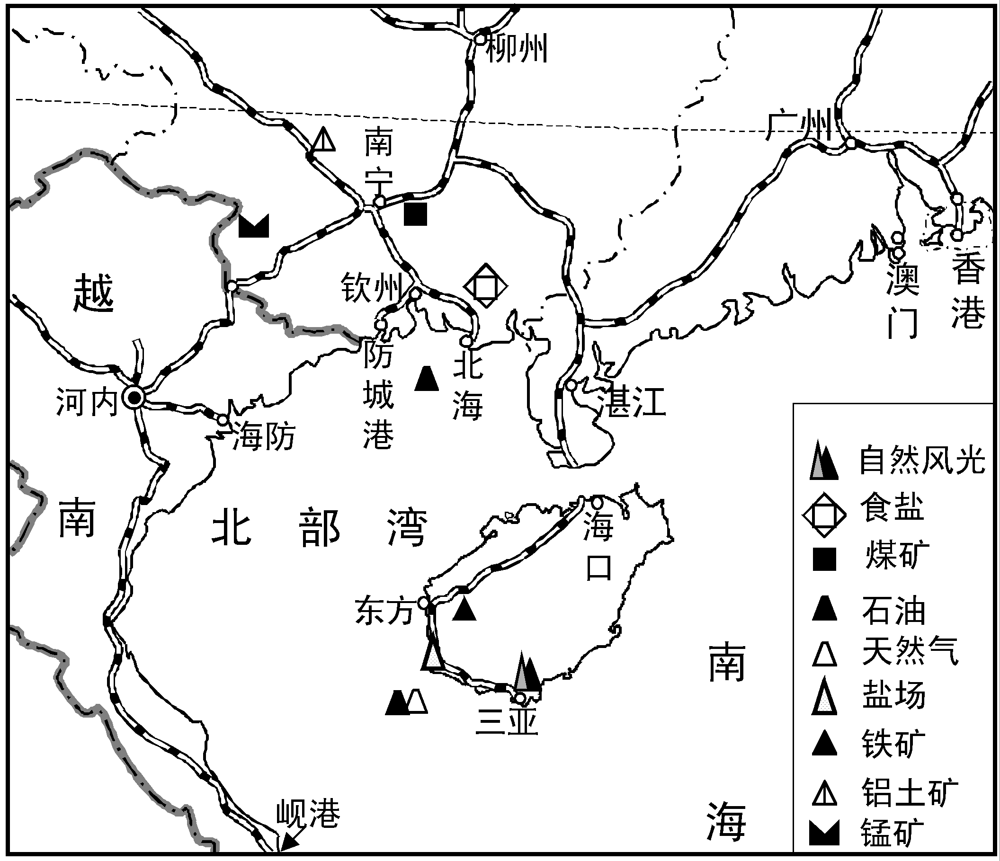 柳州
广州
南宁
越南
钦州
香港
澳门
防城港
北海
湛江
河内
海防
北部湾
海口
东方
三亚
南海
岘港
自然风光
食盐
煤矿
石油
天然气
盐场
铁矿
铝土矿
锰矿